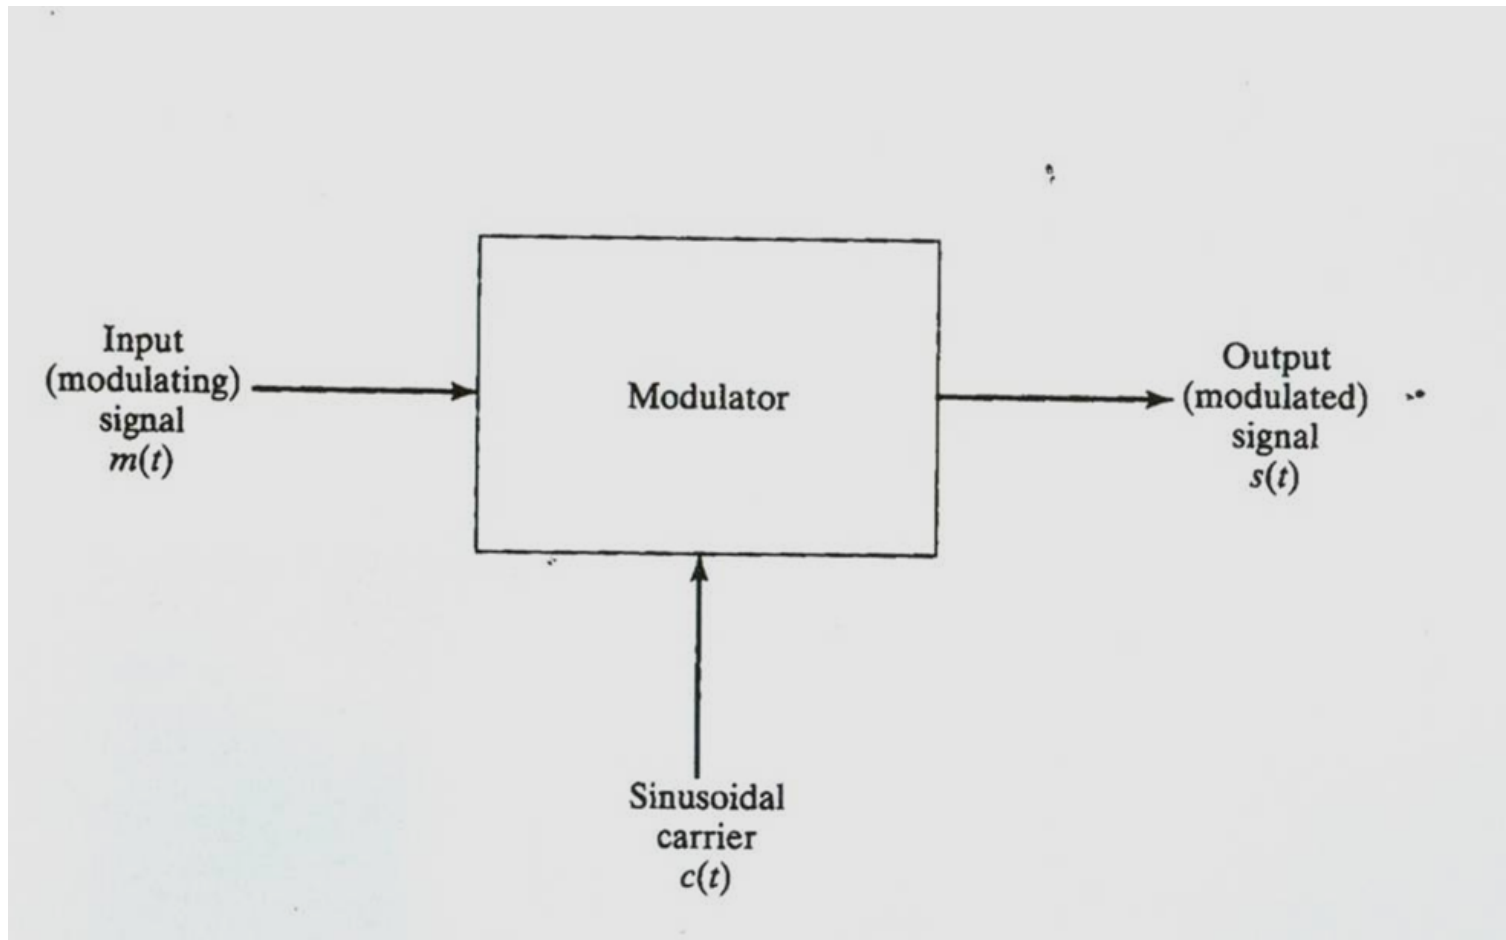 Input
(modulating)
signal
m(t)
Modulator
Output
(modulated)
signal
s(t)
Sinusoidal
carrier
c(t)